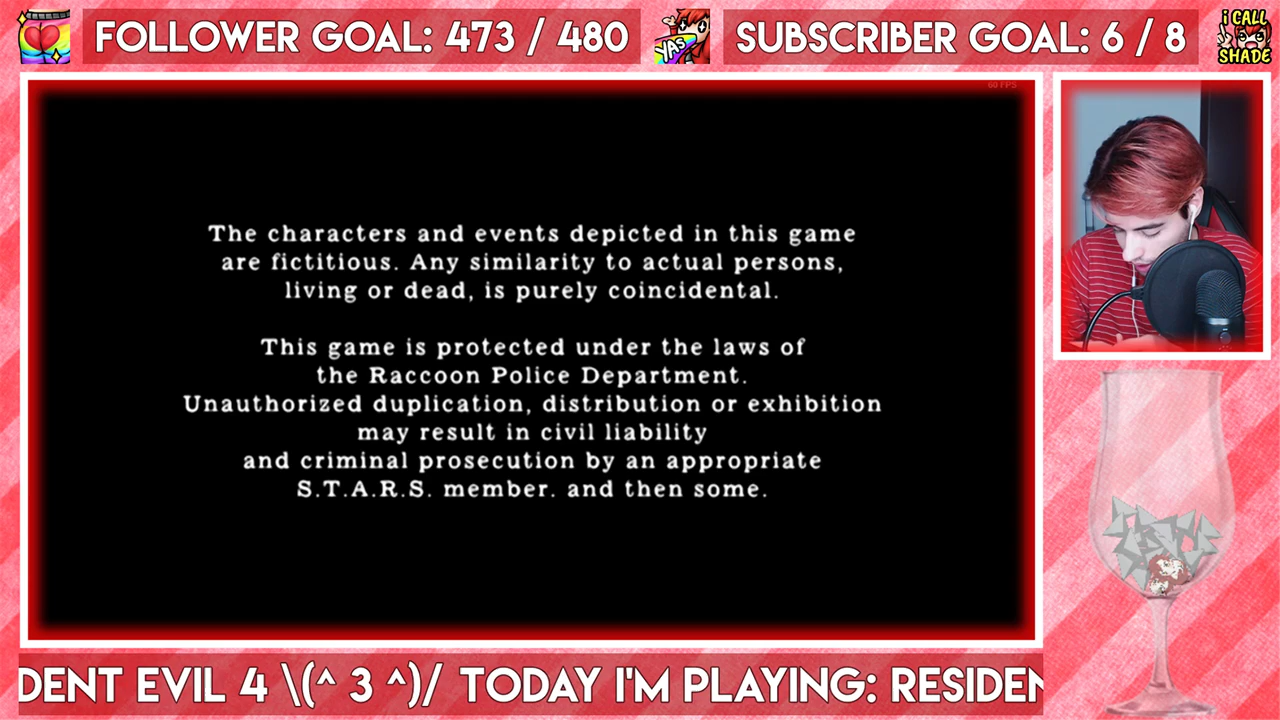 FOLLOWER GOAL: 473 / 480
YAS
SUBSCRIBER GOAL: 6 / 8
i CALL
SHADE
60 FPS
The characters and events depicted in this game
are fictitious. Any similarity to actual persons,
living or dead, is purely coincidental.
This game is protected under the laws of
the Raccoon Police Department.
Unauthorized duplication, distribution or exhibition
may result in civil liability
and criminal prosecution by an appropriate
S.T.A.R.S. member. and then some.
DENT EVIL 4 \(^ 3 ^)/ TODAY I'M PLAYING: RESIDEN